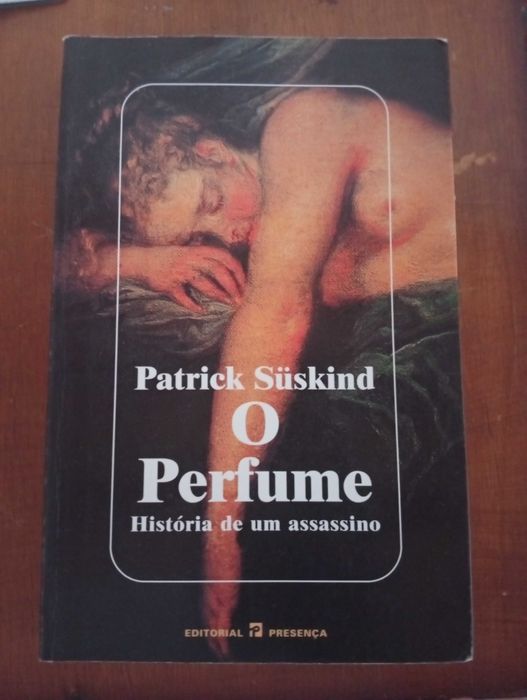 Patrick Süskind
O
Perfume
História de um assassino
EDITORIAL P PRESENÇA